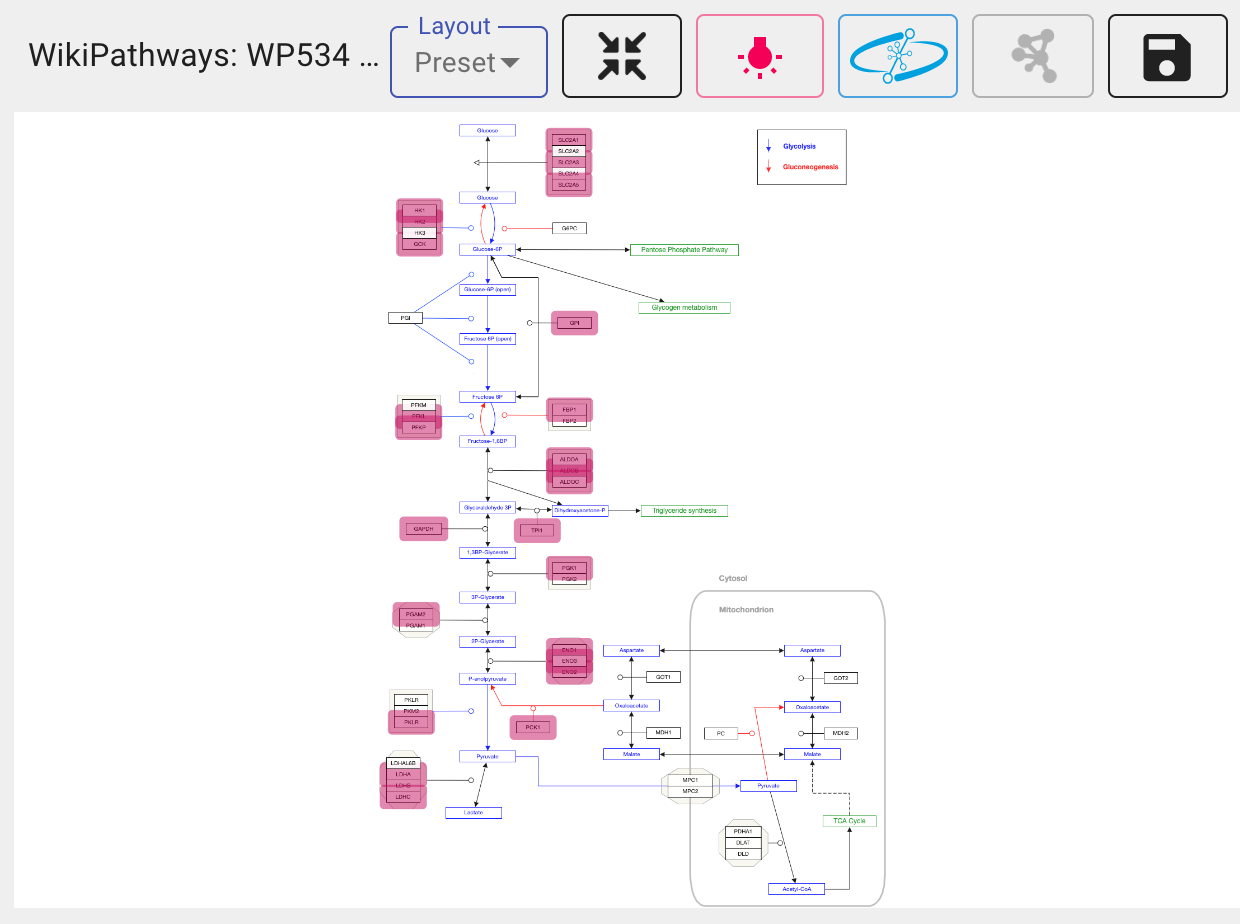 WikiPathways: WP534 ...
Layout
Preset
Glucose
SLC2A1
SLC2A2
SLC2A3
SLC2A4
SLC2A5
Glycolysis
Gluconeogenesis
Glucose
HK1
HK2
HK3
GCK
G6PC
Glucose-6P
Pentose Phosphate Pathway
Glucose-6P (open)
Glycogen metabolism
PGI
GPI
Fructose 6P (open)
Fructose 6P
PFKM
PFKL
PFKP
FBP1
FBP2
Fructose-1,6BP
ALDOA
ALDOB
ALDOC
Glyceraldehyde 3P
Dihydroxyacetone-P
Triglyceride synthesis
GAPDH
TPI1
1,3BP-Glycerate
PGK1
PGK2
Cytosol
3P-Glycerate
Mitochondrion
PGAM2
PGAM1
2P-Glycerate
ENO1
ENO3
ENO2
Aspartate
Aspartate
P-enolpyruvate
GOT1
GOT2
PKLR
PKM2
PKLR
Oxaloacetate
Oxaloacetate
PCK1
MDH1
PC
MDH2
Pyruvate
Malate
Malate
LDHAL6B
LDHA
LDHB
LDHC
MPC1
MPC2
Pyruvate
Lactate
TCA Cycle
PDHA1
DLAT
DLD
Acetyl-CoA